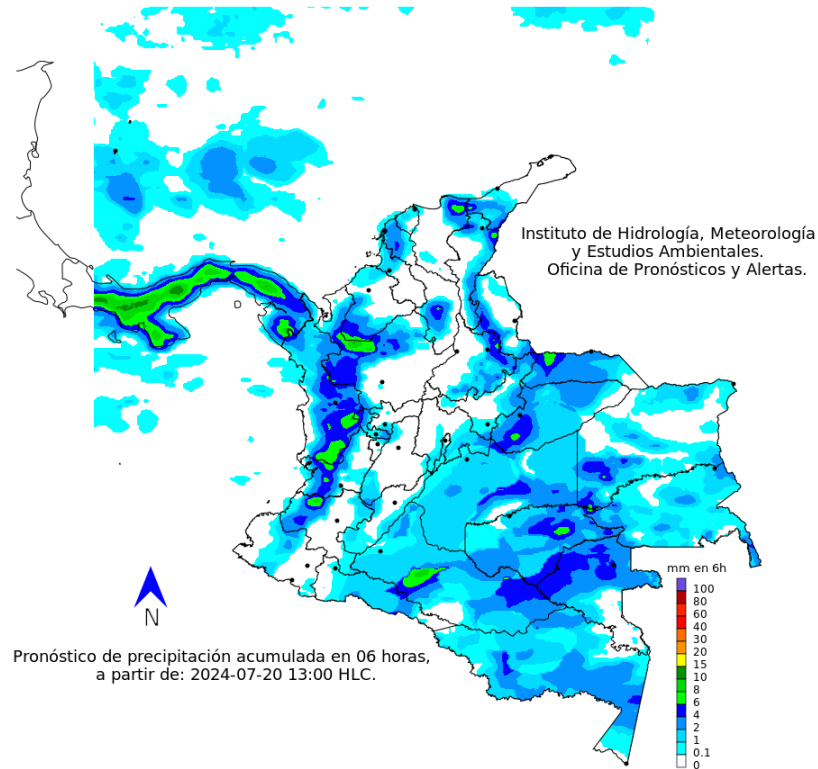 Instituto de Hidrología, Meteorología
y Estudios Ambientales.
Oficina de Pronósticos y Alertas.
N
mm en 6h
100
80
60
40
30
20
15
10
8
6
4
2
1
0.1
0
Pronóstico de precipitación acumulada en 06 horas,
a partir de: 2024-07-20 13:00 HLC.